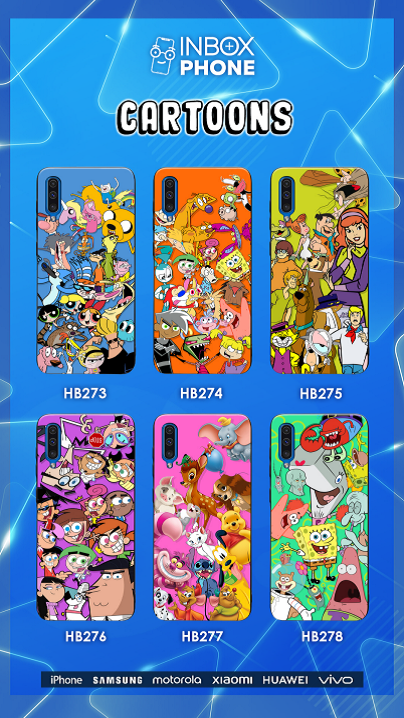 INBOX
PHONE
CARTOONS
HB273
HB274
HB275
HB276
HB277
HB278
iPhone SAMSUNG motorola xiaomi HUAWEI vivo